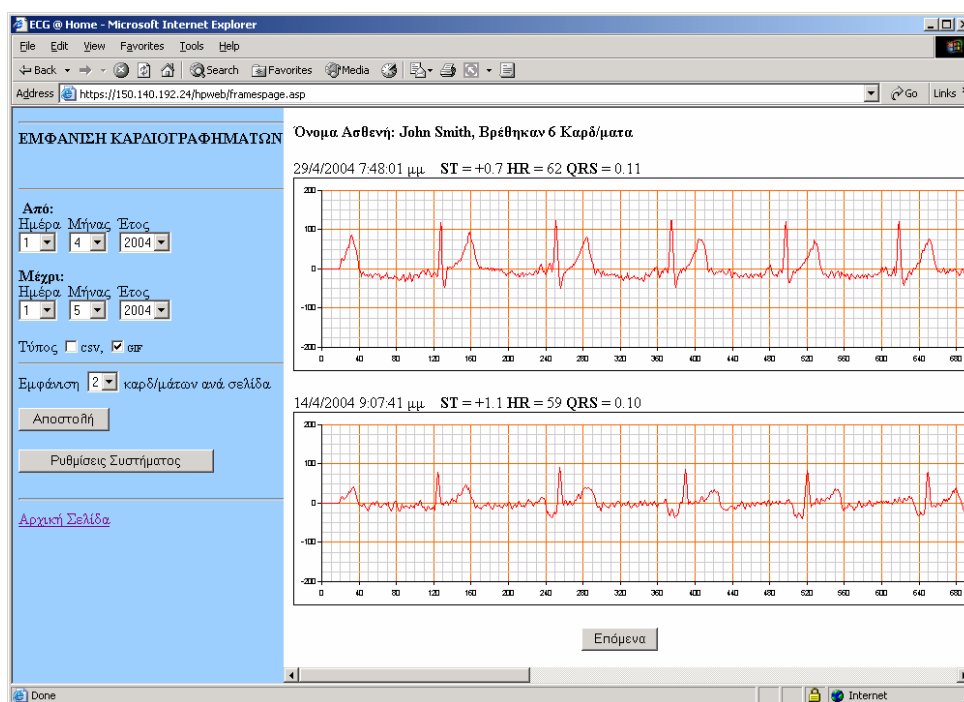 ECG @ Home - Microsoft Internet Explorer
File Edit View Favorites Tools Help
Back Search Favorites Media
Address https://150.140.192.24/hpweb/framespage.asp Go Links
ΕΜΦΑΝΙΣΗ ΚΑΡΔΙΟΓΡΑΦΗΜΑΤΩΝ
Από:
Ημέρα Μήνας Έτος
1 4 2004
Μέχρι:
Ημέρα Μήνας Έτος
1 5 2004
Τύπος csv, GIF
Εμφάνιση 2 καρδ/μάτων ανά σελίδα
Αποστολή
Ρυθμίσεις Συστήματος
Αρχική Σελίδα
Όνομα Ασθενή: John Smith, Βρέθηκαν 6 Καρδ/ματα
29/4/2004 7:48:01 μμ ST = +0.7 HR = 62 QRS = 0.11
200
100
0
-100
-200
0 40 80 120 160 200 240 280 320 360 400 440 480 520 560 600 640 680
14/4/2004 9:07:41 μμ ST = +1.1 HR = 59 QRS = 0.10
200
100
0
-100
-200
0 40 80 120 160 200 240 280 320 360 400 440 480 520 560 600 640 680
Επόμενα
Done Internet